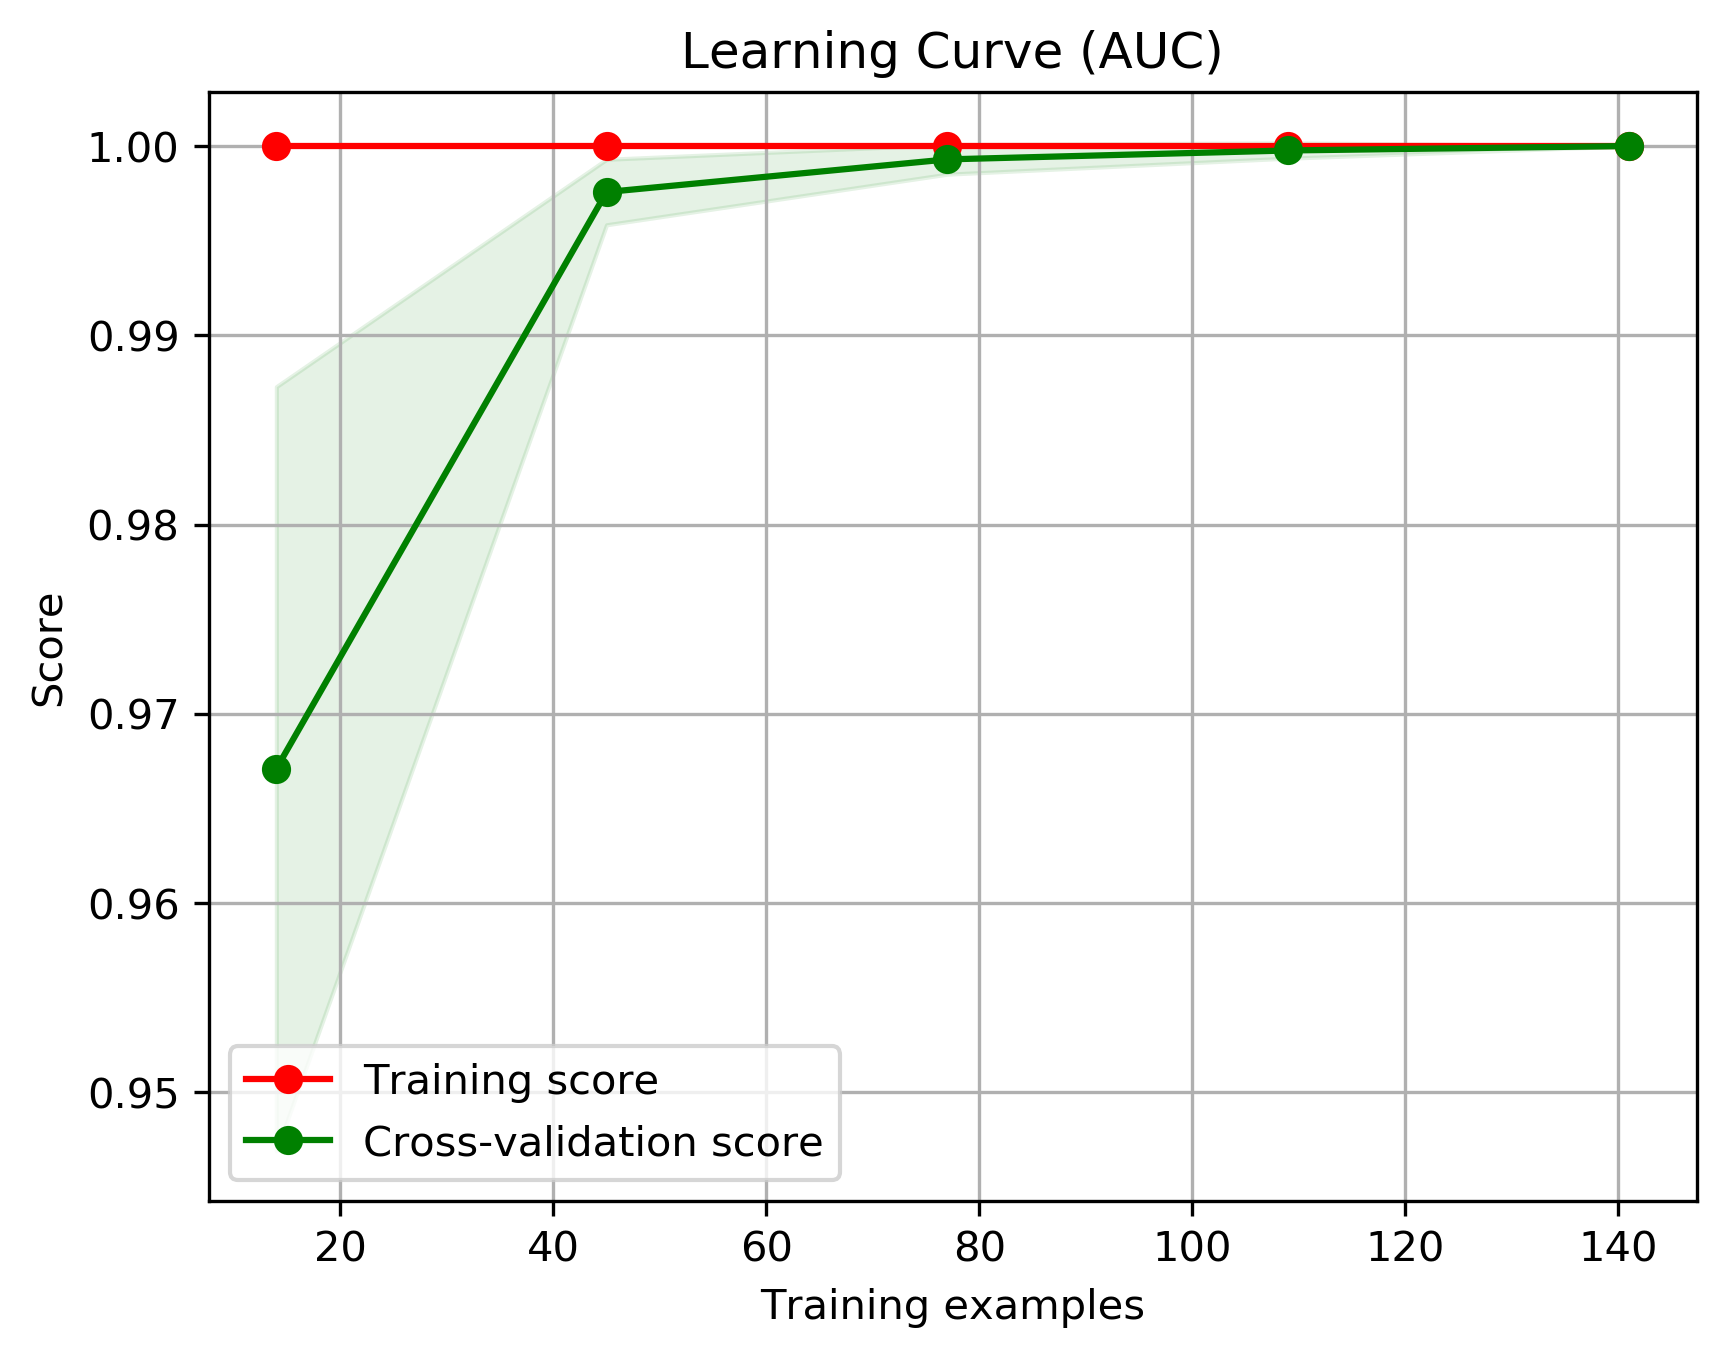 Learning Curve (AUC)
1.00
0.99
0.98
0.97
0.96
0.95
Score
Training score
Cross-validation score
20 40 60 80 100 120 140
Training examples